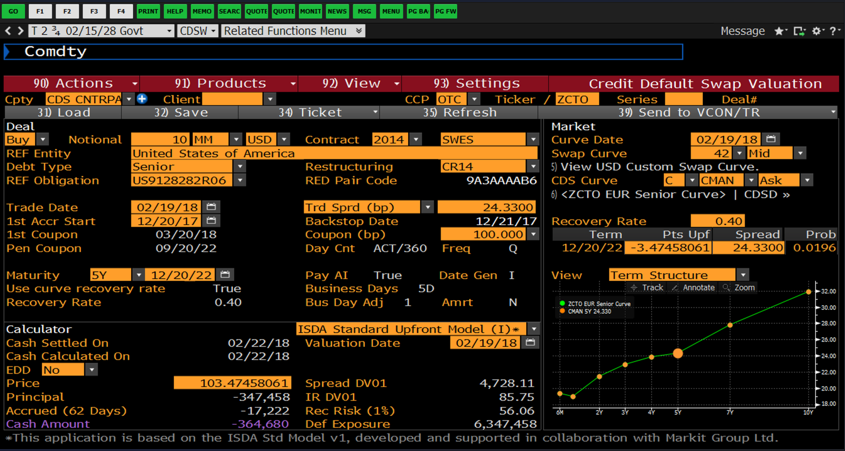 GO F1 F2 F3 F4 PRINT HELP MEMO SEARC QUOTE QUOTE MONIT NEWS MSG MENU PG BA PG FW
T 2 ¾ 02/15/28 Govt CDSW Related Functions Menu Message
Comdty
90) Actions 91) Products 92) View 93) Settings Credit Default Swap Valuation
Cpty CDS CNTRPA Client CCP OTC Ticker / ZCTO Series Deal#
31) Load 32) Save 34) Ticket 35) Refresh 39) Send to VCON/TR
Deal
Buy Notional 10 MM USD Contract 2014 SWES
REF Entity United States of America
Debt Type Senior Restructuring CR14
REF Obligation US9128282R06 RED Pair Code 9A3AAAAB6
Trade Date 02/19/18 Trd Sprd (bp) 24.3300
1st Accr Start 12/20/17 Backstop Date 12/21/17
1st Coupon 03/20/18 Coupon (bp) 100.000
Pen Coupon 09/20/22 Day Cnt ACT/360 Freq Q
Maturity 5Y 12/20/22 Pay AI True Date Gen I
Use curve recovery rate True Business Days 5D
Recovery Rate 0.40 Bus Day Adj 1 Amrt N
Calculator ISDA Standard Upfront Model (I)*
Cash Settled On 02/22/18 Valuation Date 02/19/18
Cash Calculated On 02/22/18
EDD No
Price 103.47458061 Spread DV01 4,728.11
Principal -347,458 IR DV01 85.75
Accrued (62 Days) -17,222 Rec Risk (1%) 56.06
Cash Amount -364,680 Def Exposure 6,347,458
Market
Curve Date 02/19/18
Swap Curve 42 Mid
5) View USD Custom Swap Curve.
CDS Curve C CMAN Ask
6) <ZCTO EUR Senior Curve> | CDSD »
Recovery Rate 0.40
Term Pts Upf Spread Prob
12/20/22 -3.47458061 24.3300 0.0196
View Term Structure
Track Annotate Zoom
ZCTO EUR Senior Curve
CMAN 5Y 24.330
32.00
30.00
28.00
26.00
24.00
22.00
20.00
18.00
6M 2Y 3Y 4Y 5Y 7Y 10Y
*This application is based on the ISDA Std Model v1, developed and supported in collaboration with Markit Group Ltd.